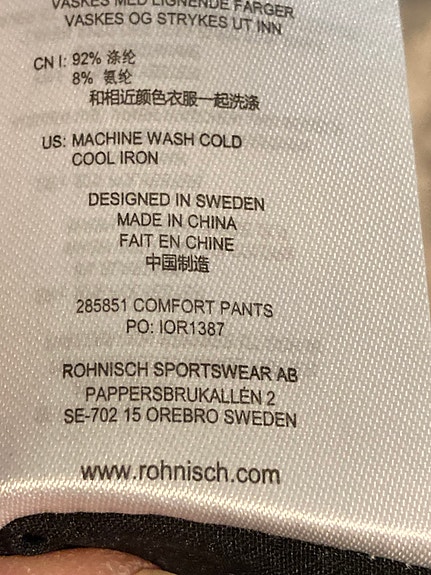 VASKES MED LIGNENDE FARGER
VASKES OG STRYKES UT INN
CN I: 92% 涤纶
8% 氨纶
和相近颜色衣服一起洗涤
US: MACHINE WASH COLD
COOL IRON
DESIGNED IN SWEDEN
MADE IN CHINA
FAIT EN CHINE
中国制造
285851 COMFORT PANTS
PO: IOR1387
ROHNISCH SPORTSWEAR AB
PAPPERSBRUKALLÉN 2
SE-702 15 ÖREBRO SWEDEN
www.rohnisch.com